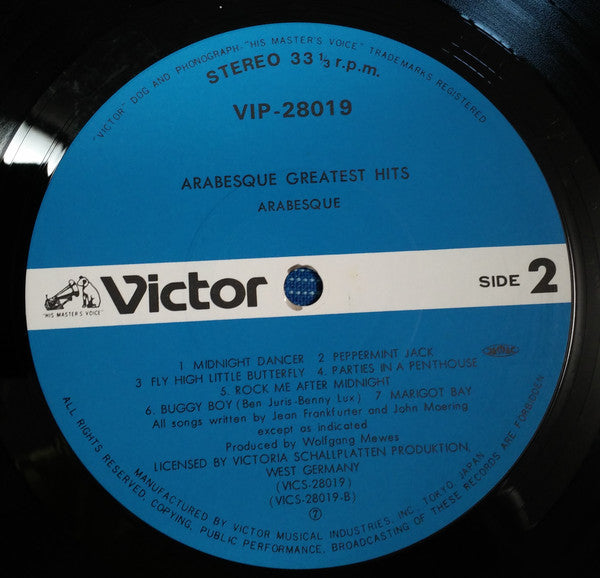 "VICTOR" DOG AND PHONOGRAPH "HIS MASTER'S VOICE" TRADEMARKS REGISTERED
STEREO 33 1/3 r.p.m.
VIP-28019
ARABESQUE GREATEST HITS
ARABESQUE
"HIS MASTER'S VOICE"
Victor
SIDE 2
1 MIDNIGHT DANCER 2 PEPPERMINT JACK
3 FLY HIGH LITTLE BUTTERFLY 4 PARTIES IN A PENTHOUSE
5 ROCK ME AFTER MIDNIGHT
6 BUGGY BOY (Ben Juris-Benny Lux) 7 MARIGOT BAY
All songs written by Jean Frankfurter and John Moering
except as indicated
Produced by Wolfgang Mewes
LICENSED BY VICTORIA SCHALLPLATTEN PRODUKTION,
WEST GERMANY
(VICS-28019)
(VICS-28019-B)
7
MANUFACTURED BY VICTOR MUSICAL INDUSTRIES, INC. TOKYO, JAPAN
ALL RIGHTS RESERVED. COPYING, PUBLIC PERFORMANCE, BROADCASTING OF THESE RECORDS ARE FORBIDDEN